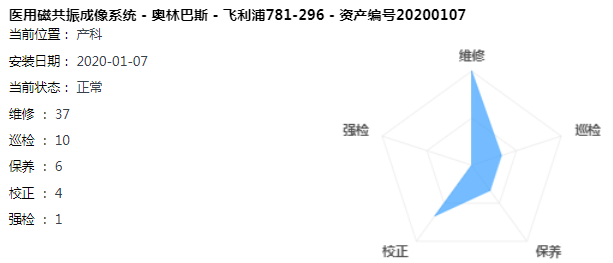 医用磁共振成像系统 - 奥林巴斯 - 飞利浦781-296 - 资产编号20200107
当前位置： 产科
安装日期： 2020-01-07
当前状态： 正常
维修 ： 37
巡检 ： 10
保养 ： 6
校正 ： 4
强检 ： 1
维修
强检
巡检
校正
保养